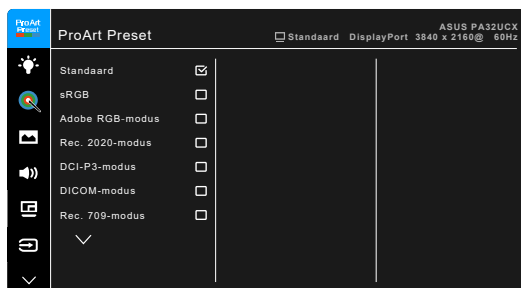 ProArt
Preset
ProArt Preset
ASUS PA32UCX
Standaard DisplayPort 3840 x 2160@ 60Hz
Standaard
sRGB
Adobe RGB-modus
Rec. 2020-modus
DCI-P3-modus
DICOM-modus
Rec. 709-modus